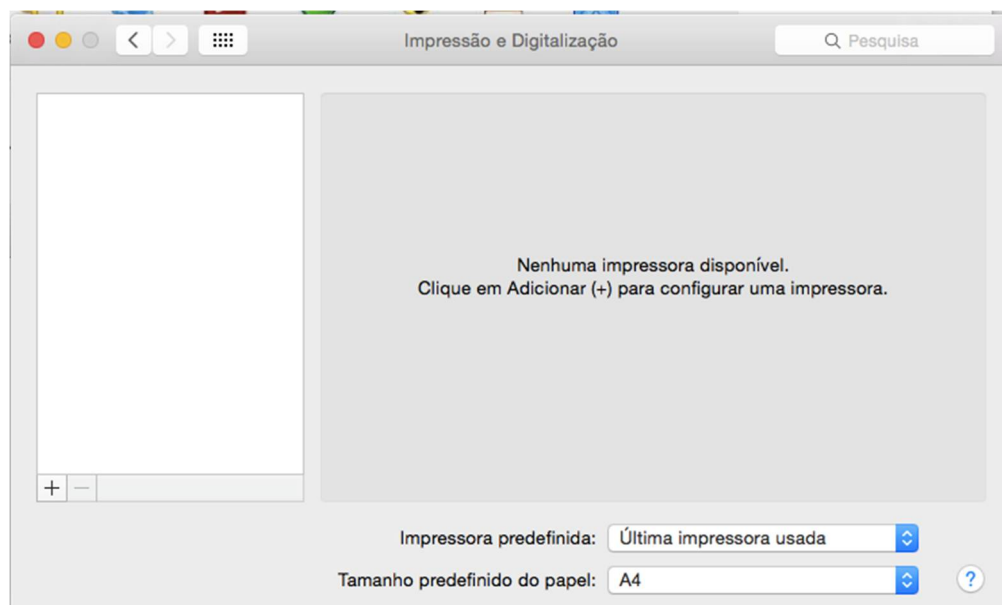 Impressão e Digitalização
Pesquisa
Nenhuma impressora disponível.
Clique em Adicionar (+) para configurar uma impressora.
+ −
Impressora predefinida: Última impressora usada
Tamanho predefinido do papel: A4
?